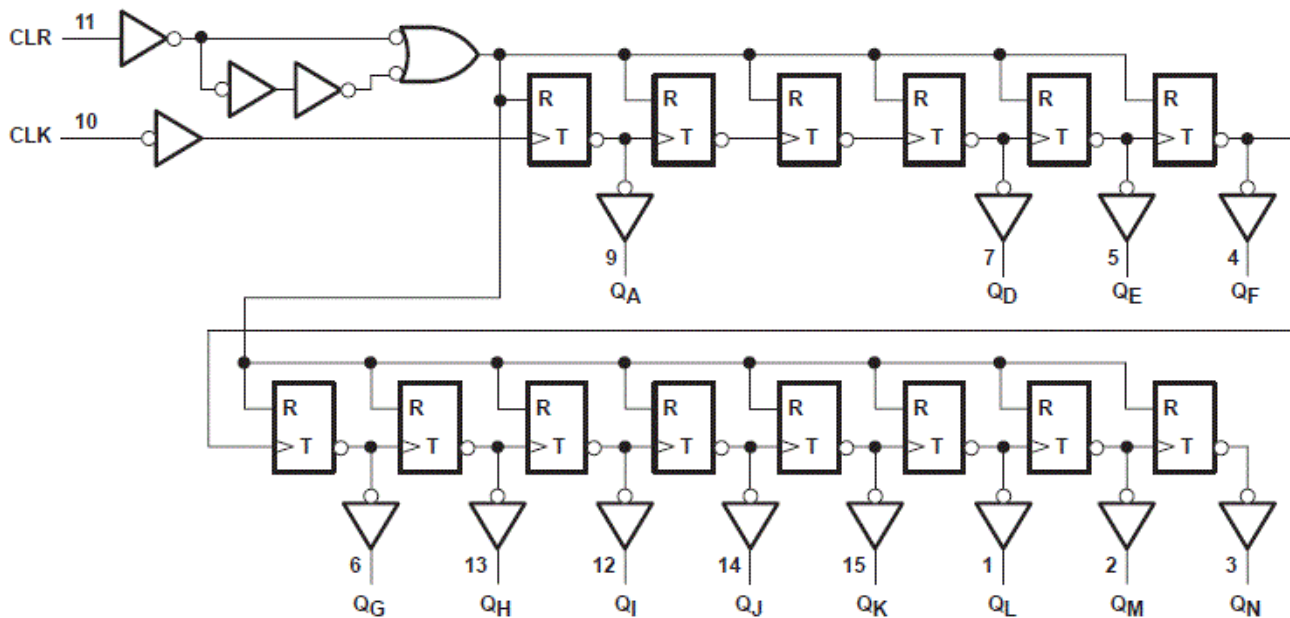 CLR 11
CLK 10
R R R R R R
T T T T T T
9 7 5 4
QA QD QE QF
R R R R R R R R
T T T T T T T T
6 13 12 14 15 1 2 3
QG QH QI QJ QK QL QM QN